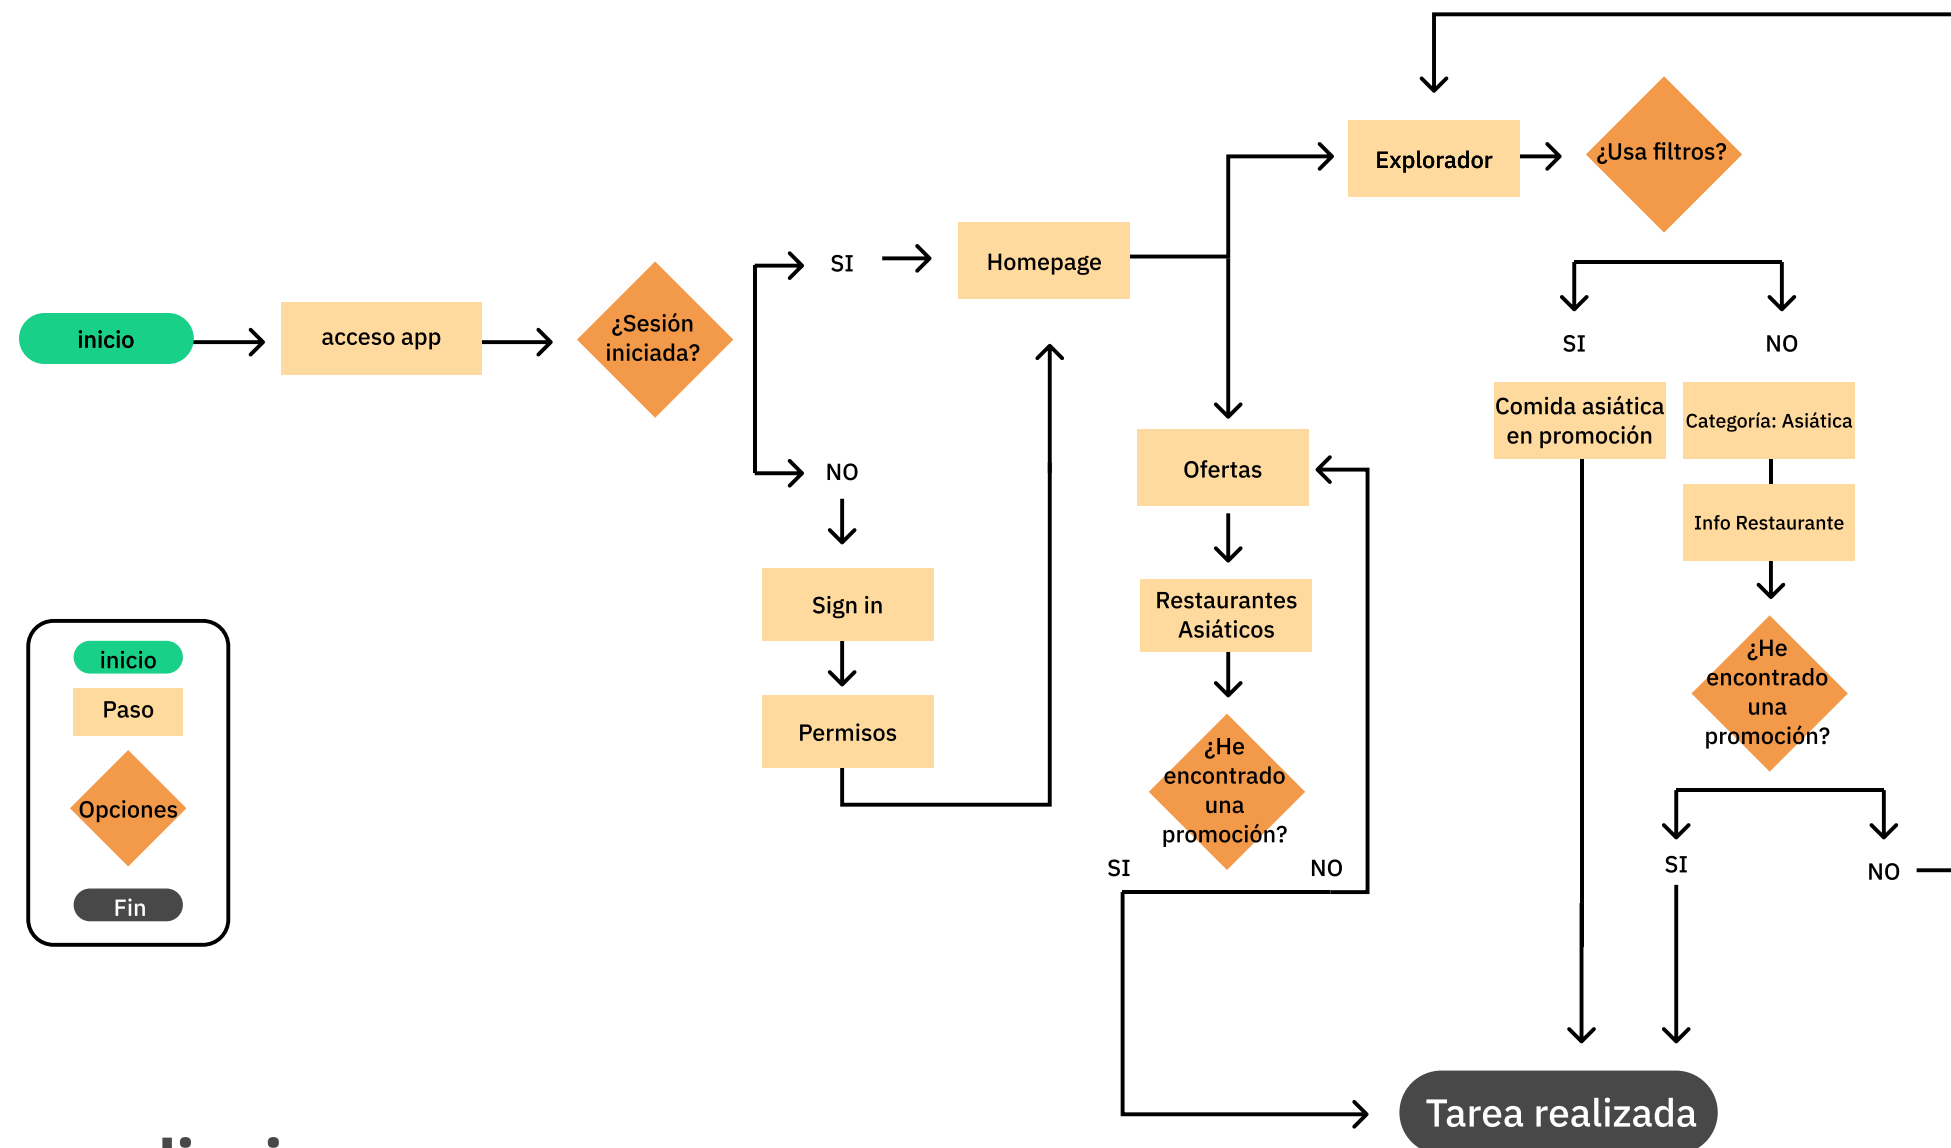 inicio
acceso app
¿Sesión
iniciada?
SI
NO
Sign in
Permisos
Homepage
Explorador
¿Usa filtros?
SI
NO
Comida asiática
en promoción
Categoría: Asiática
Info Restaurante
¿He
encontrado
una
promoción?
SI
NO
Ofertas
Restaurantes
Asiáticos
¿He
encontrado
una
promoción?
SI
NO
Tarea realizada
inicio
Paso
Opciones
Fin